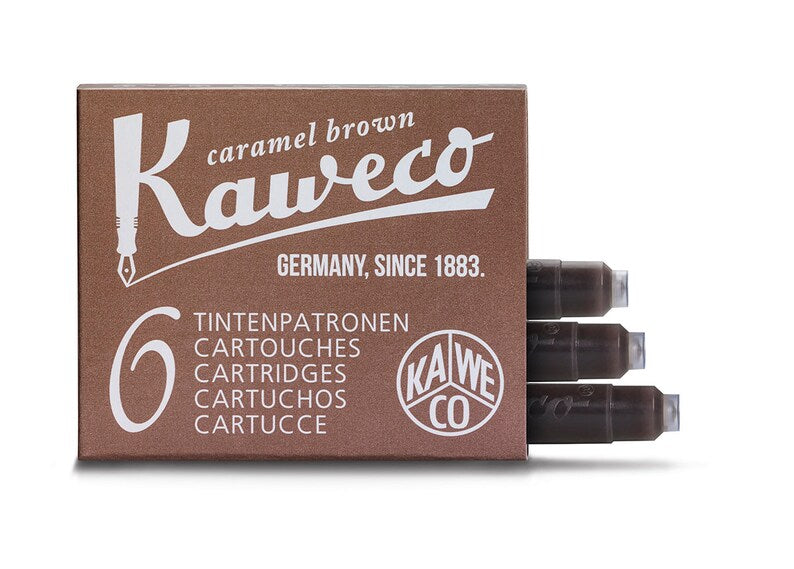 caramel brown
Kaweco
GERMANY, SINCE 1883.
6
TINTENPATRONEN
CARTOUCHES
CARTRIDGES
CARTUCHOS
CARTUCCE
KA WE CO